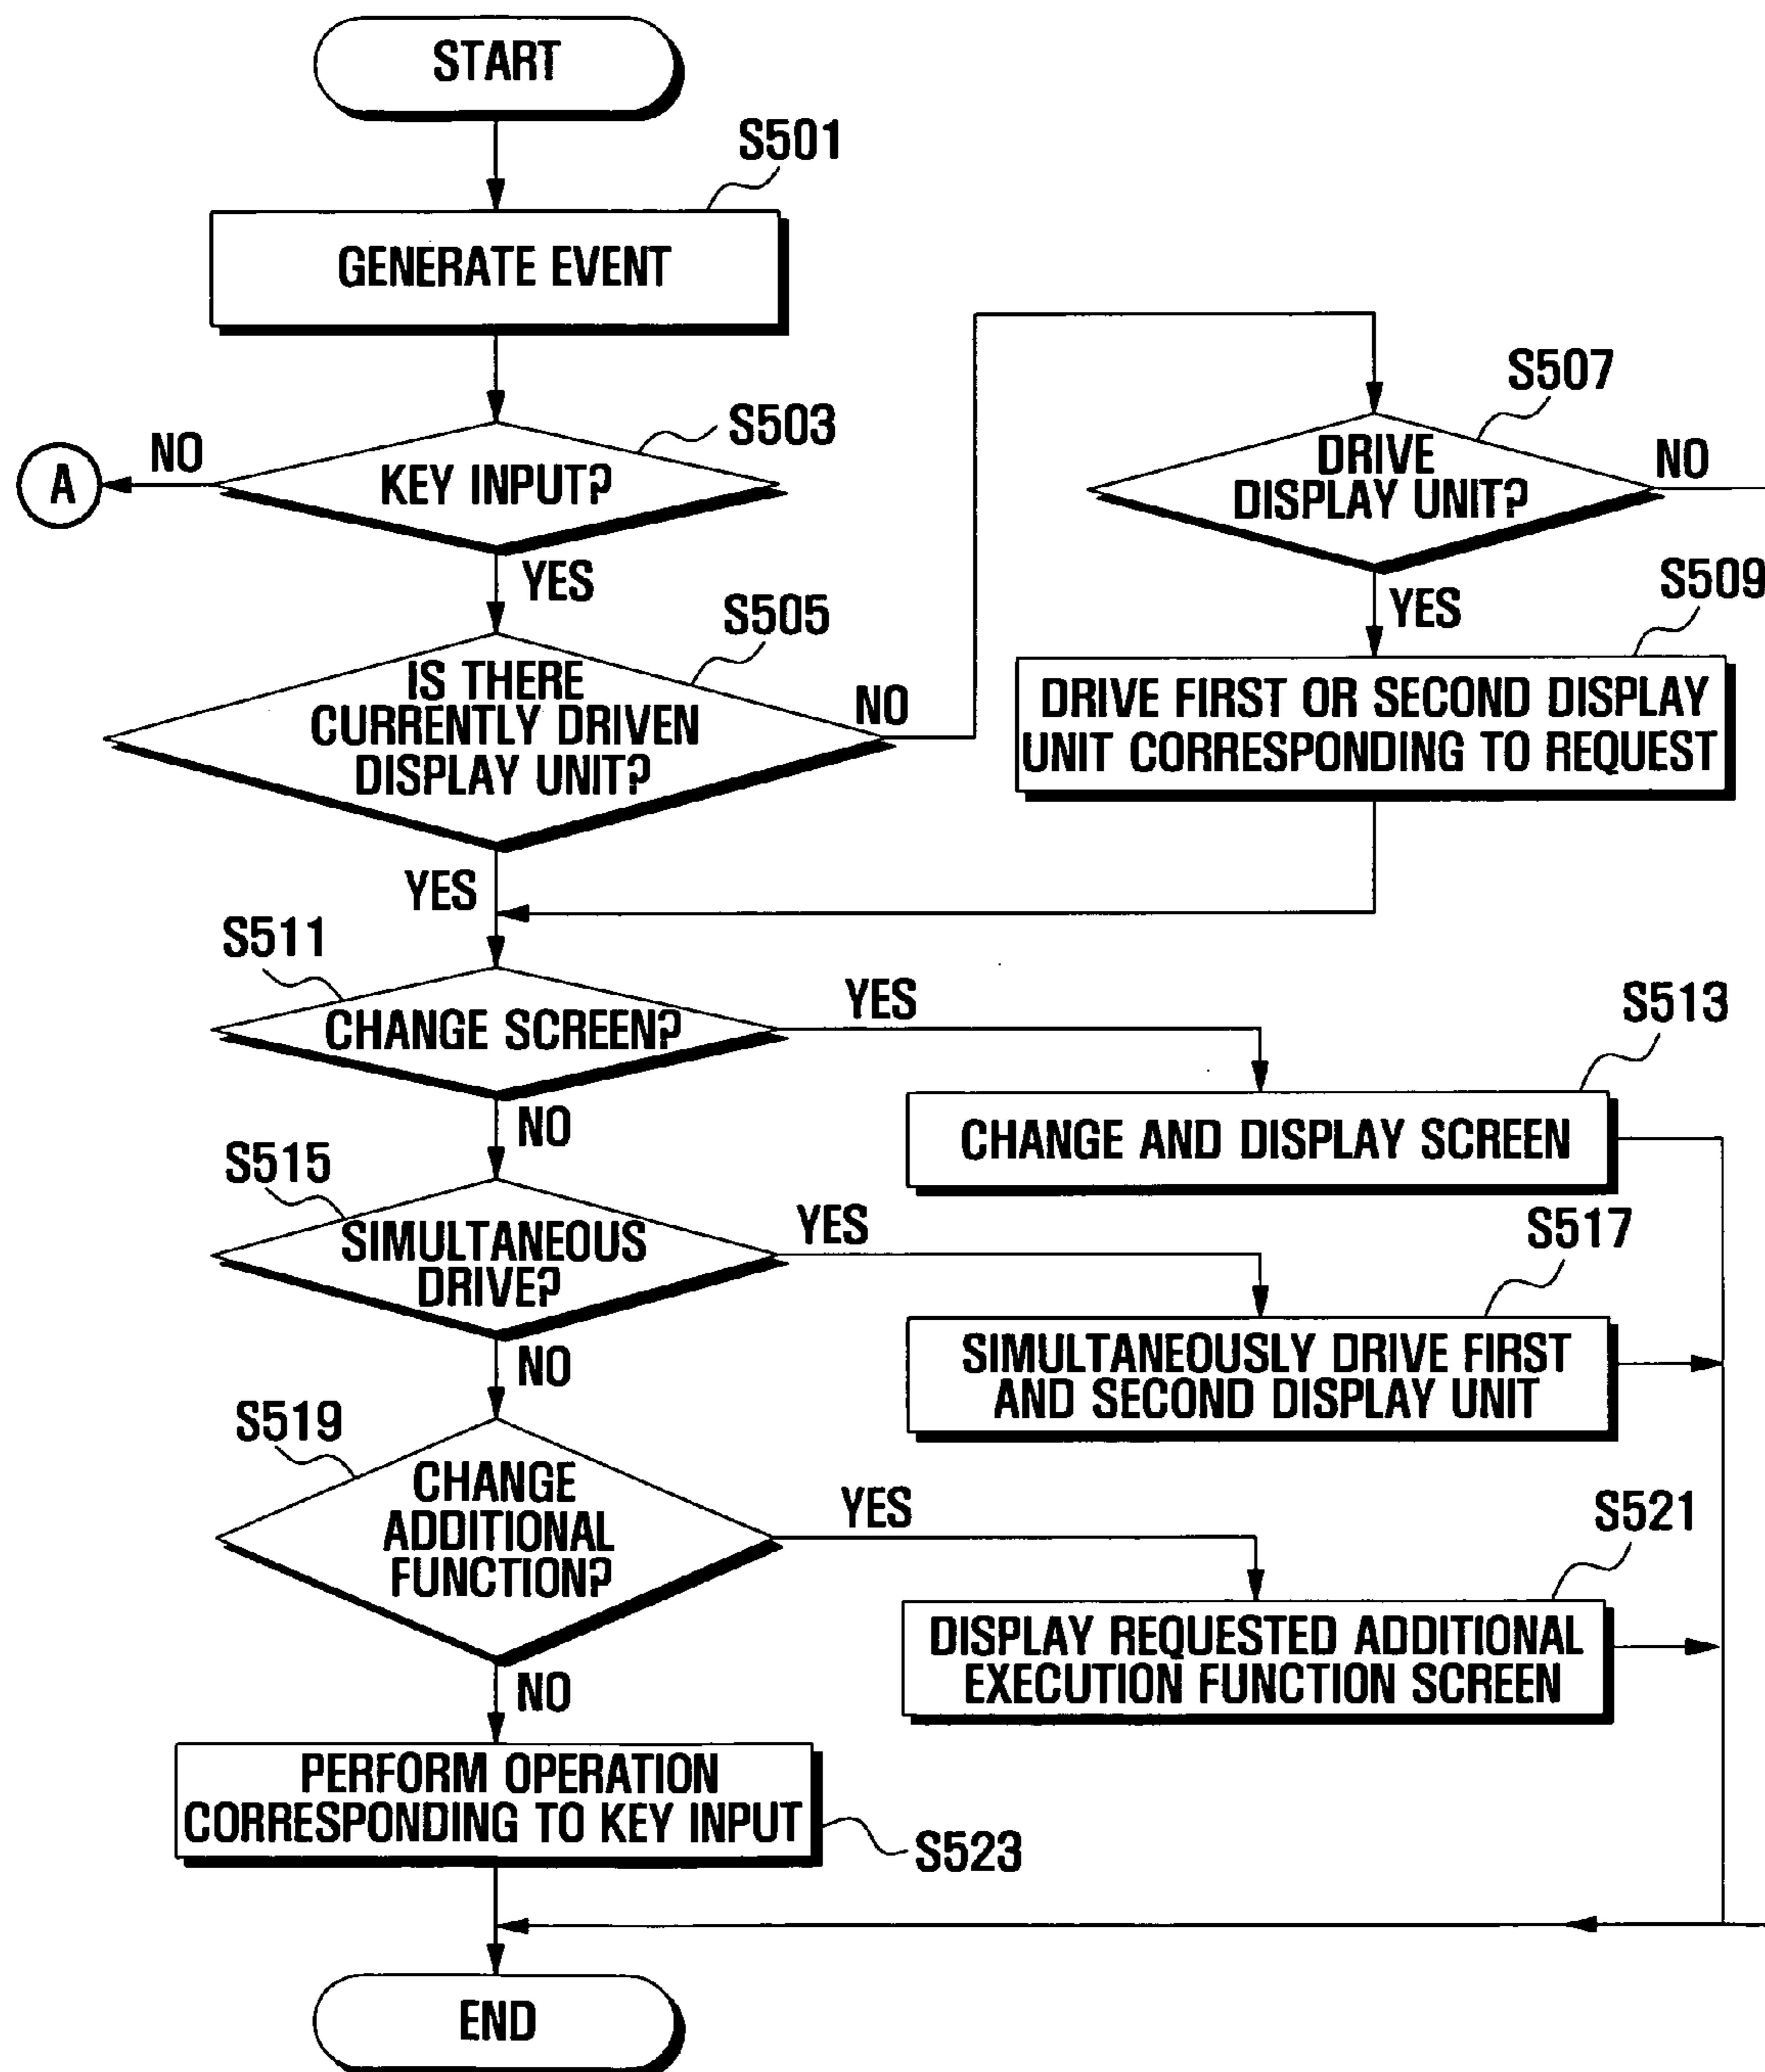 START
S501
GENERATE EVENT
S503
KEY INPUT?
NO
A
YES
S505
IS THERE
CURRENTLY DRIVEN
DISPLAY UNIT?
NO
YES
S507
DRIVE
DISPLAY UNIT?
NO
YES
S509
DRIVE FIRST OR SECOND DISPLAY
UNIT CORRESPONDING TO REQUEST
S511
CHANGE SCREEN?
YES
NO
S513
CHANGE AND DISPLAY SCREEN
S515
SIMULTANEOUS
DRIVE?
YES
NO
S517
SIMULTANEOUSLY DRIVE FIRST
AND SECOND DISPLAY UNIT
S519
CHANGE
ADDITIONAL
FUNCTION?
YES
NO
S521
DISPLAY REQUESTED ADDITIONAL
EXECUTION FUNCTION SCREEN
PERFORM OPERATION
CORRESPONDING TO KEY INPUT
S523
END